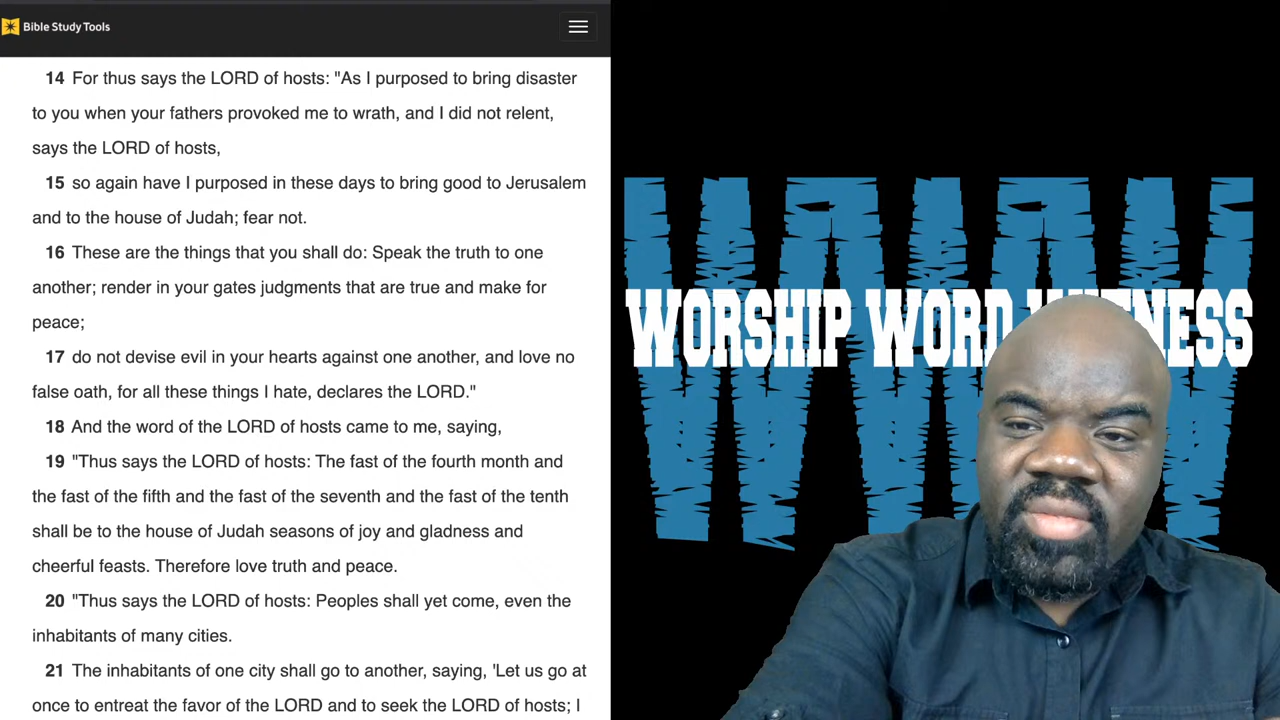 Bible Study Tools
14 For thus says the LORD of hosts: "As I purposed to bring disaster
to you when your fathers provoked me to wrath, and I did not relent,
says the LORD of hosts,
15 so again have I purposed in these days to bring good to Jerusalem
and to the house of Judah; fear not.
16 These are the things that you shall do: Speak the truth to one
another; render in your gates judgments that are true and make for
peace;
17 do not devise evil in your hearts against one another, and love no
false oath, for all these things I hate, declares the LORD."
18 And the word of the LORD of hosts came to me, saying,
19 "Thus says the LORD of hosts: The fast of the fourth month and
the fast of the fifth and the fast of the seventh and the fast of the tenth
shall be to the house of Judah seasons of joy and gladness and
cheerful feasts. Therefore love truth and peace.
20 "Thus says the LORD of hosts: Peoples shall yet come, even the
inhabitants of many cities.
21 The inhabitants of one city shall go to another, saying, 'Let us go at
once to entreat the favor of the LORD and to seek the LORD of hosts; I
WWW
WORSHIP WORD WITNESS